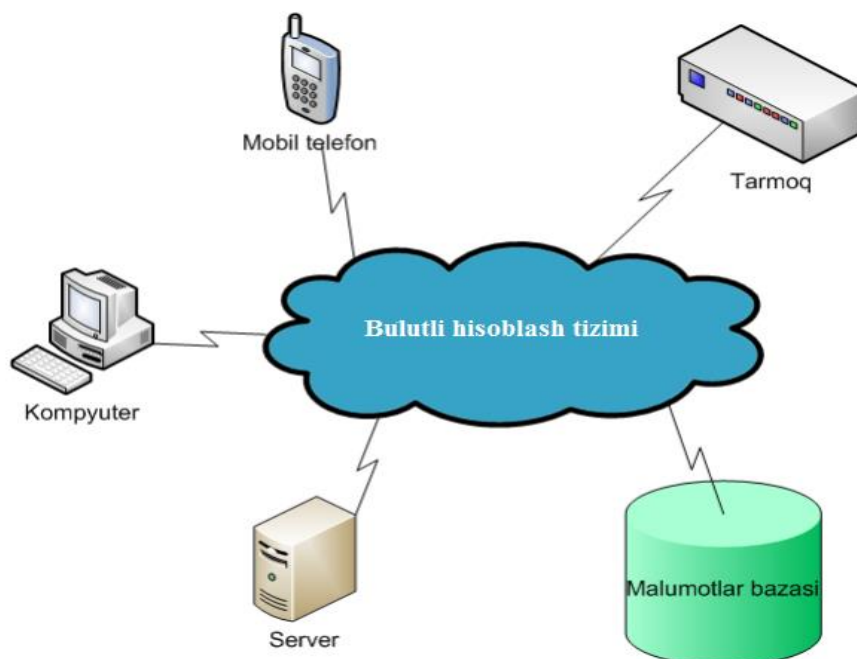 Mobil telefon
Tarmoq
Bulutli hisoblash tizimi
Kompyuter
Malumotlar bazasi
Server